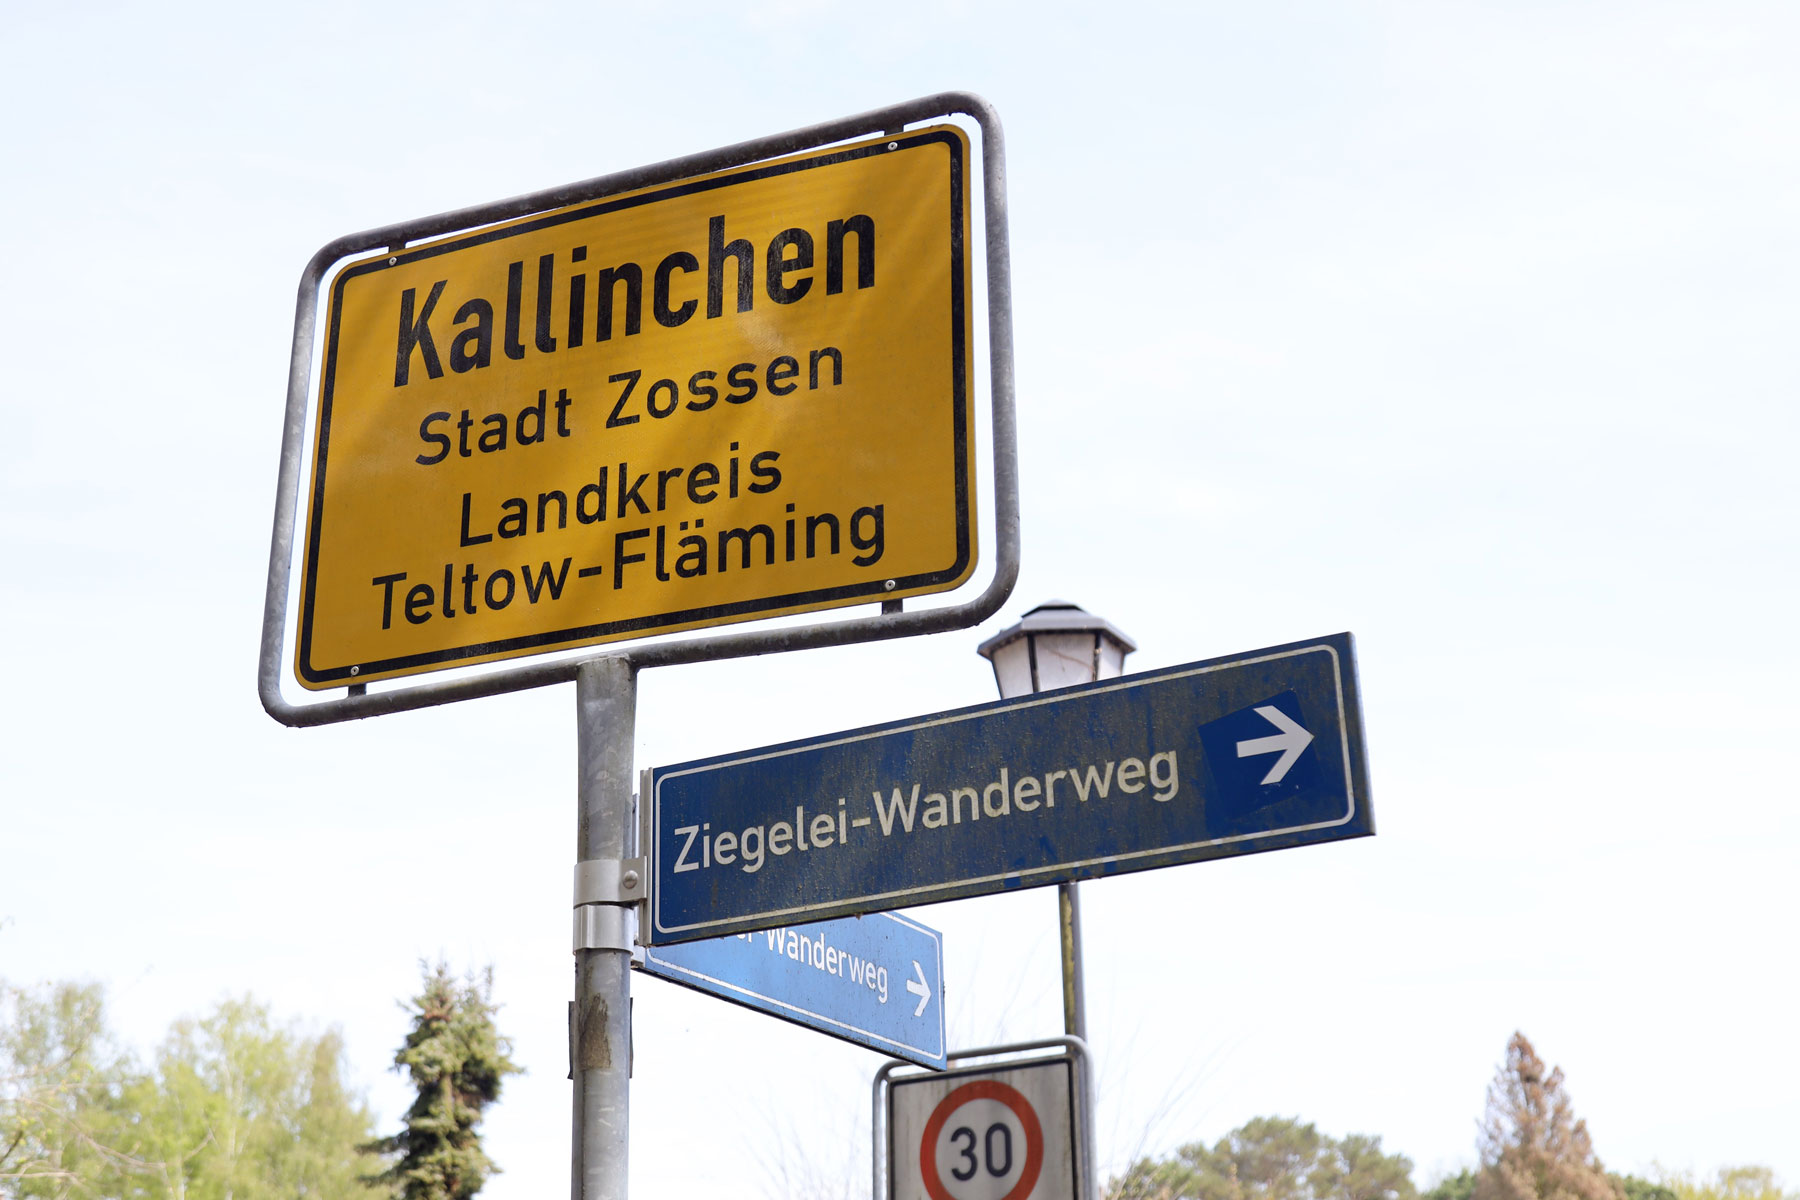 Kallinchen
Stadt Zossen
Landkreis
Teltow-Fläming
Ziegelei-Wanderweg
-Wanderweg
30